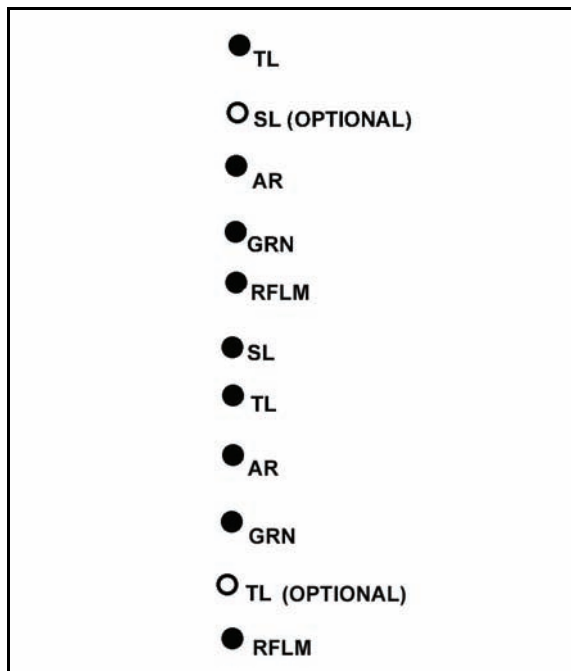 TL
SL (OPTIONAL)
AR
GRN
RFLM
SL
TL
AR
GRN
TL (OPTIONAL)
RFLM